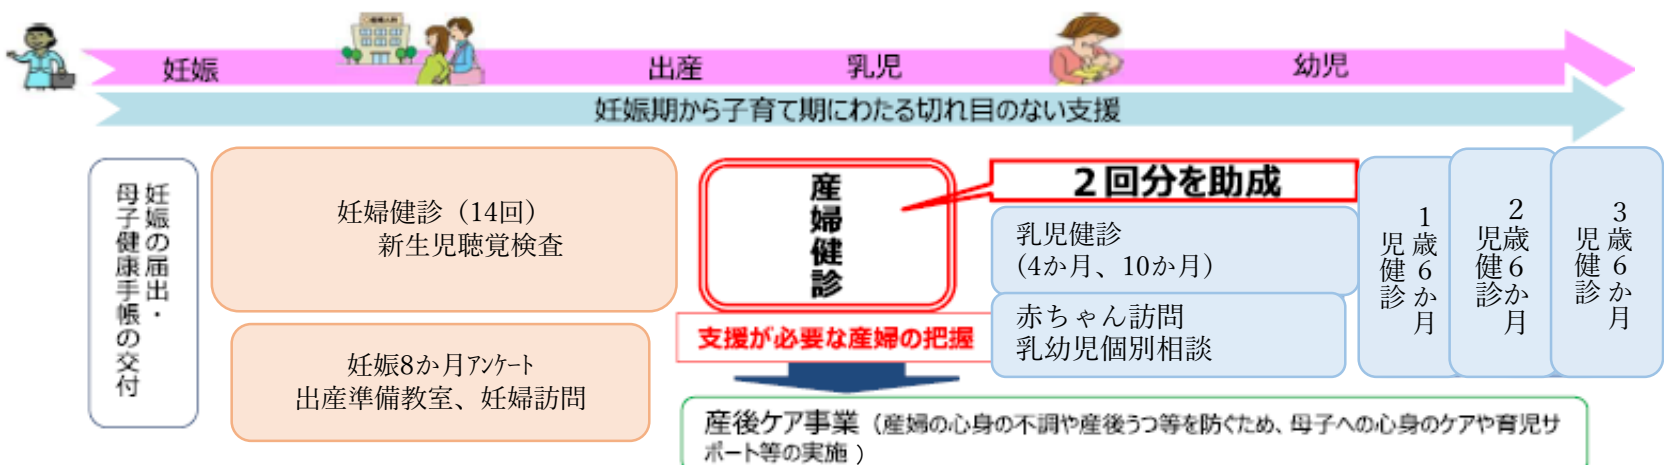 妊娠
出産
乳児
幼児
妊娠期から子育て期にわたる切れ目のない支援
妊娠の届出・
母子健康手帳の交付
妊婦健診（14回）
新生児聴覚検査
妊娠8か月ｱﾝｹｰﾄ
出産準備教室、妊婦訪問
産婦健診
２回分を助成
支援が必要な産婦の把握
乳児健診
(4か月、10か月)
赤ちゃん訪問
乳幼児個別相談
１歳６か月
児健診
２歳６か月
児健診
３歳６か月
児健診
産後ケア事業（産婦の心身の不調や産後うつ等を防ぐため、母子への心身のケアや育児サ
ポート等の実施 ）